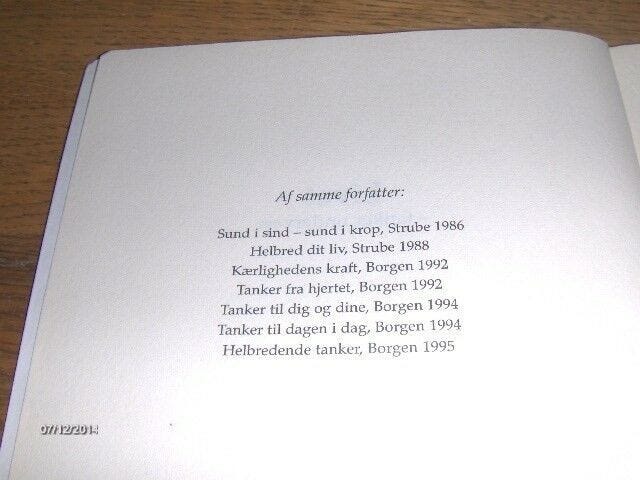 Af samme forfatter:
Sund i sind – sund i krop, Strube 1986
Helbred dit liv, Strube 1988
Kærlighedens kraft, Borgen 1992
Tanker fra hjertet, Borgen 1992
Tanker til dig og dine, Borgen 1994
Tanker til dagen i dag, Borgen 1994
Helbredende tanker, Borgen 1995
07/12/2014